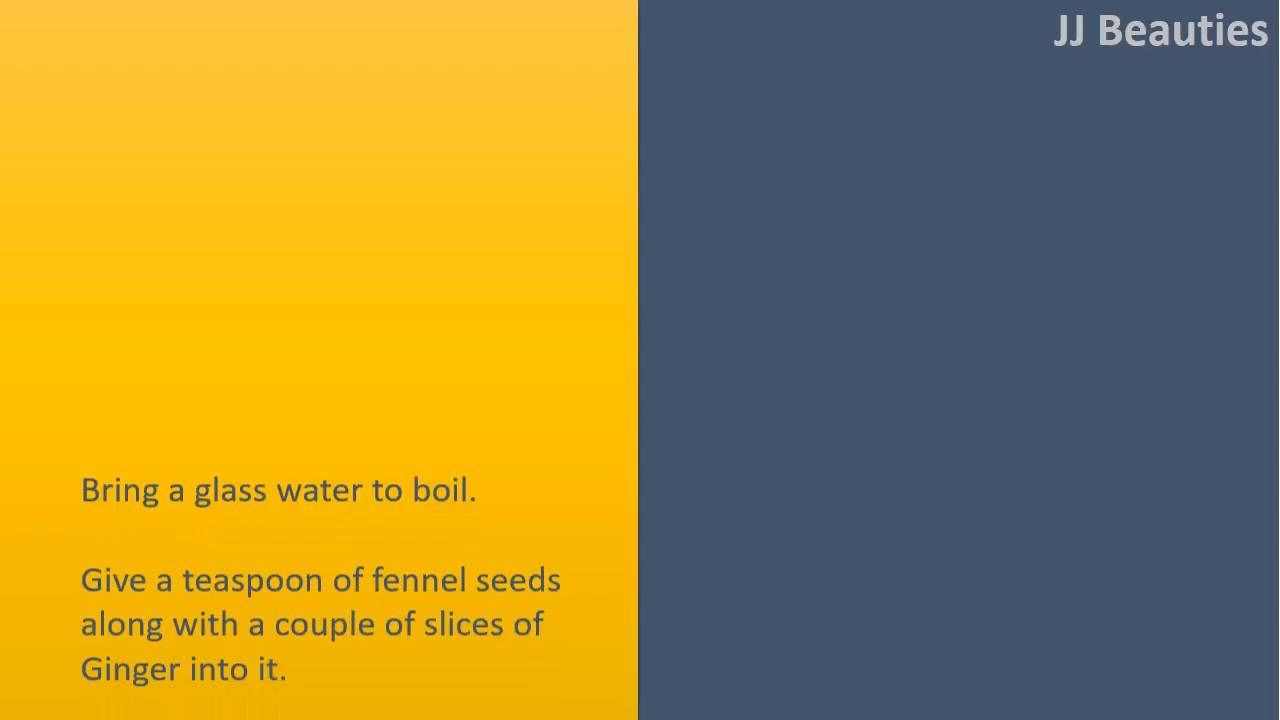 JJ Beauties
Bring a glass water to boil.
Give a teaspoon of fennel seeds
along with a couple of slices of
Ginger into it.